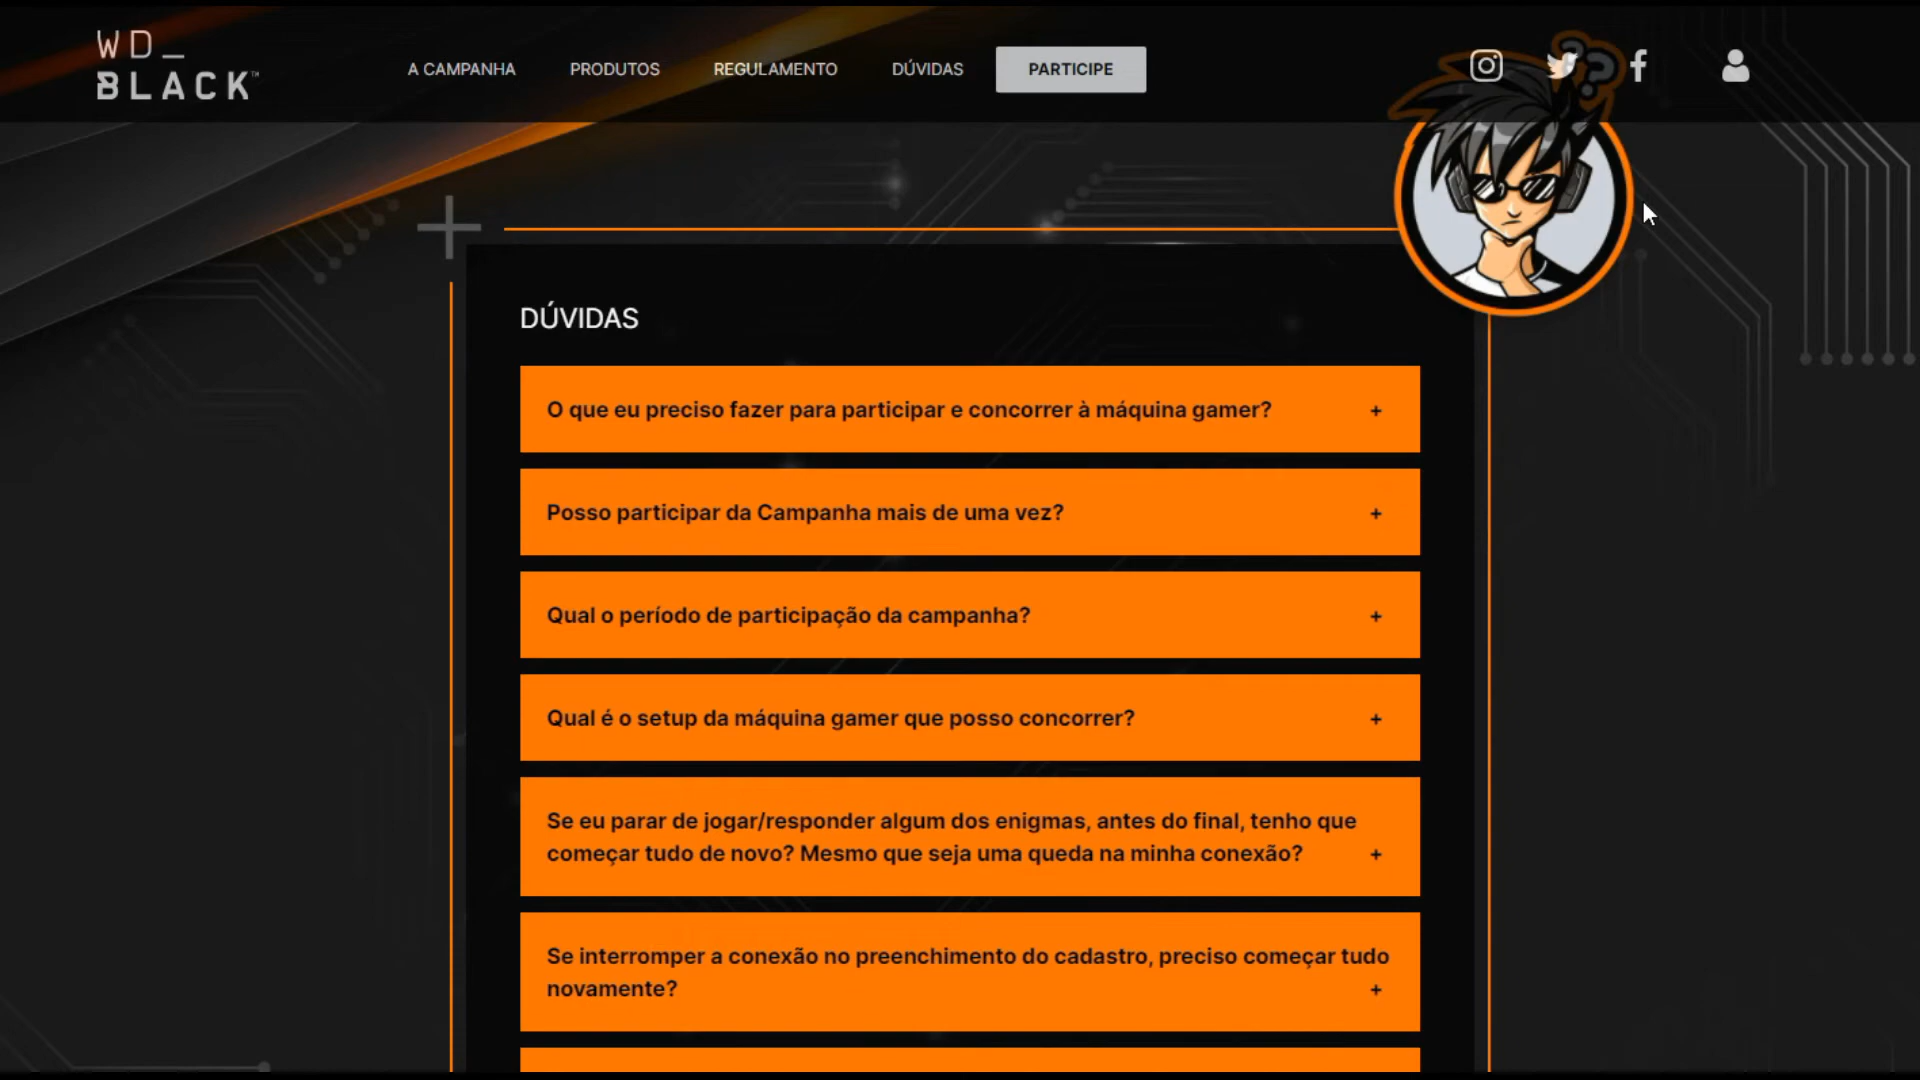 WD_
BLACK™
A CAMPANHA
PRODUTOS
REGULAMENTO
DÚVIDAS
PARTICIPE
??
DÚVIDAS
O que eu preciso fazer para participar e concorrer à máquina gamer? +
Posso participar da Campanha mais de uma vez? +
Qual o período de participação da campanha? +
Qual é o setup da máquina gamer que posso concorrer? +
Se eu parar de jogar/responder algum dos enigmas, antes do final, tenho que
começar tudo de novo? Mesmo que seja uma queda na minha conexão? +
Se interromper a conexão no preenchimento do cadastro, preciso começar tudo
novamente? +